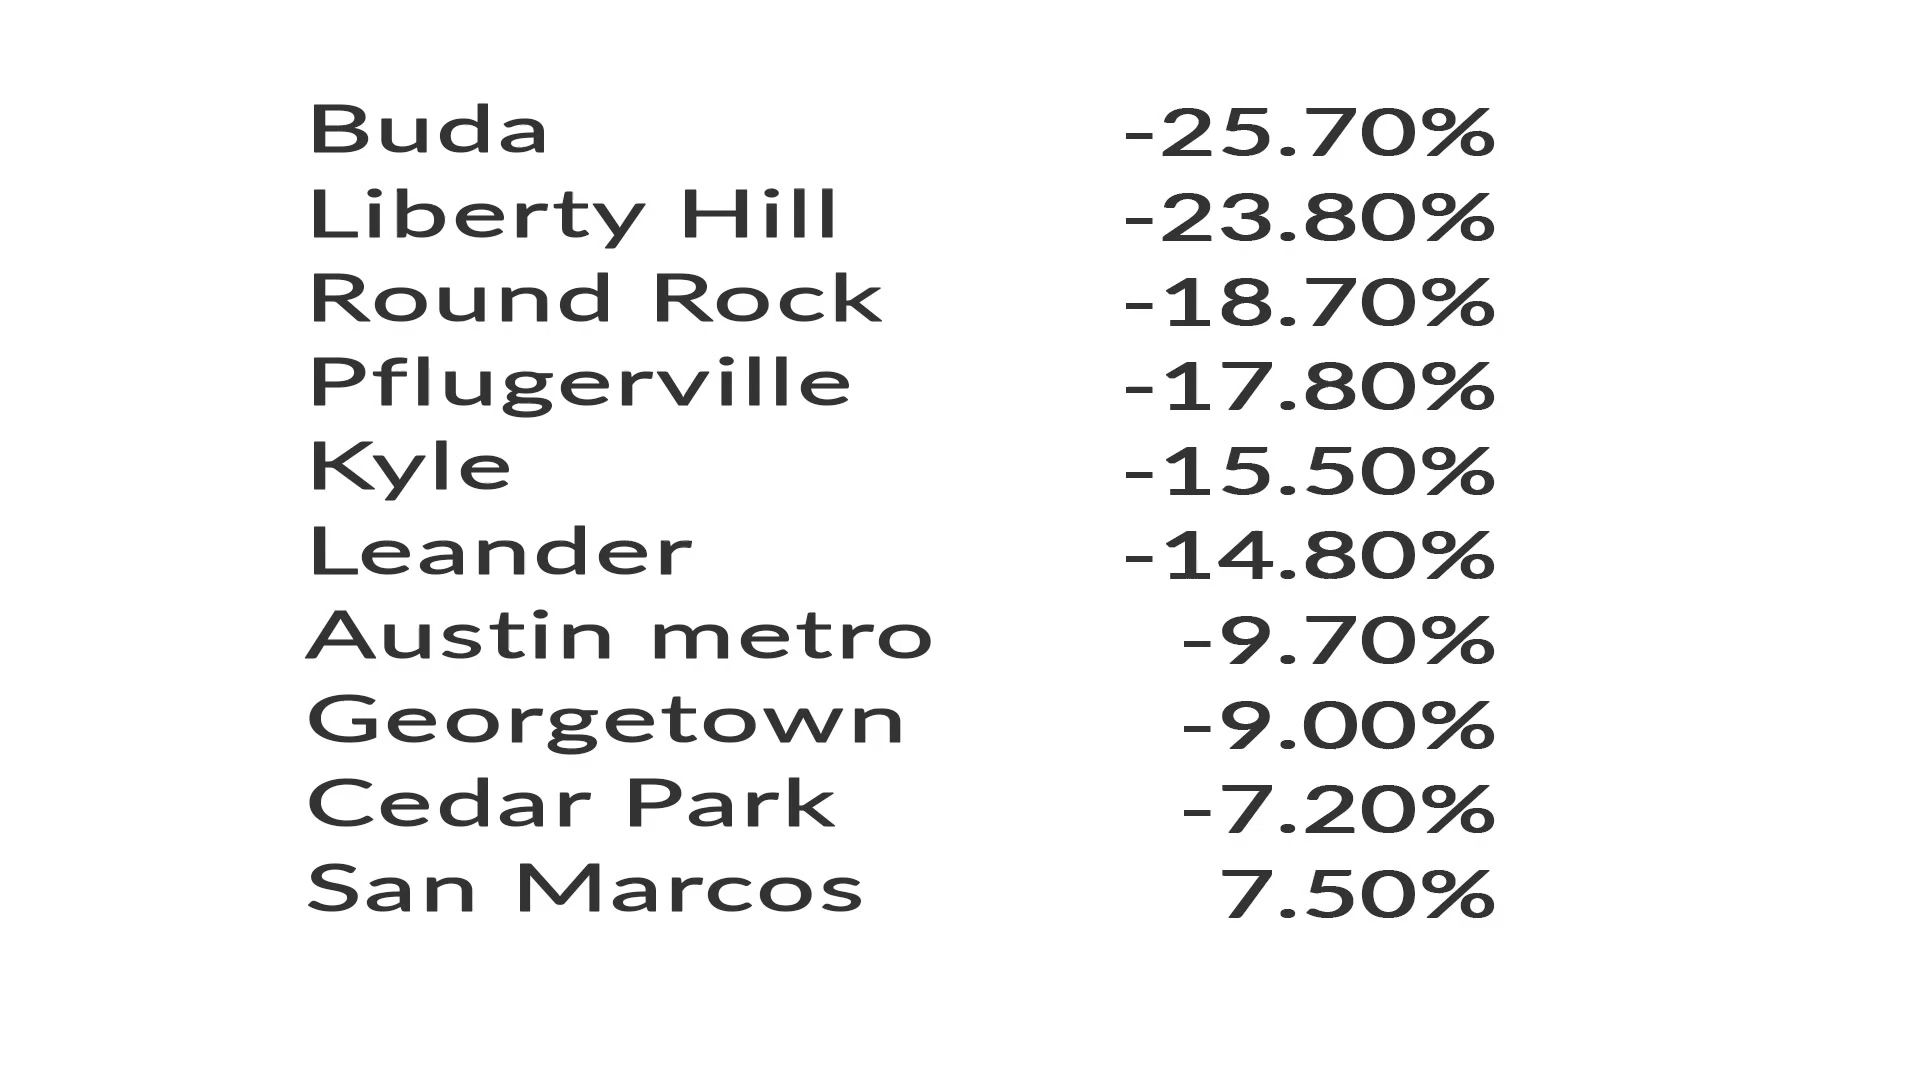 Buda -25.70%
Liberty Hill -23.80%
Round Rock -18.70%
Pflugerville -17.80%
Kyle -15.50%
Leander -14.80%
Austin metro -9.70%
Georgetown -9.00%
Cedar Park -7.20%
San Marcos 7.50%